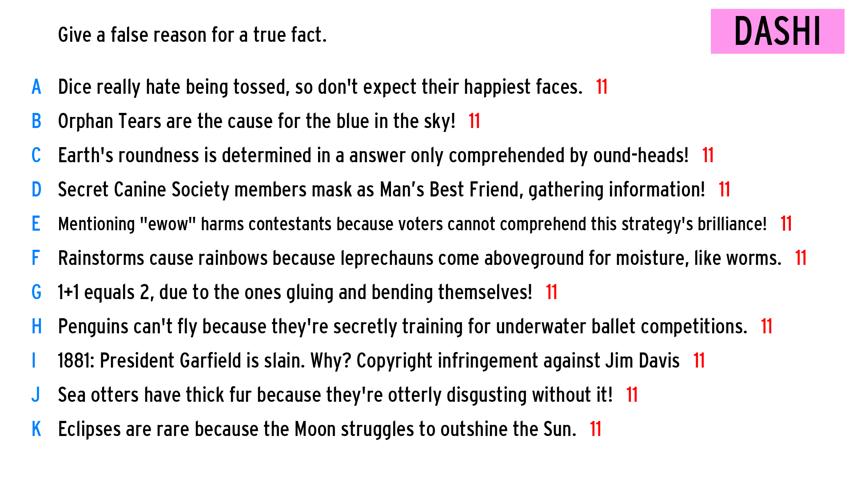 Give a false reason for a true fact.
DASHI
A Dice really hate being tossed, so don't expect their happiest faces. 11
B Orphan Tears are the cause for the blue in the sky! 11
C Earth's roundness is determined in a answer only comprehended by ound-heads! 11
D Secret Canine Society members mask as Man's Best Friend, gathering information! 11
E Mentioning "ewow" harms contestants because voters cannot comprehend this strategy's brilliance! 11
F Rainstorms cause rainbows because leprechauns come aboveground for moisture, like worms. 11
G 1+1 equals 2, due to the ones gluing and bending themselves! 11
H Penguins can't fly because they're secretly training for underwater ballet competitions. 11
I 1881: President Garfield is slain. Why? Copyright infringement against Jim Davis 11
J Sea otters have thick fur because they're otterly disgusting without it! 11
K Eclipses are rare because the Moon struggles to outshine the Sun. 11